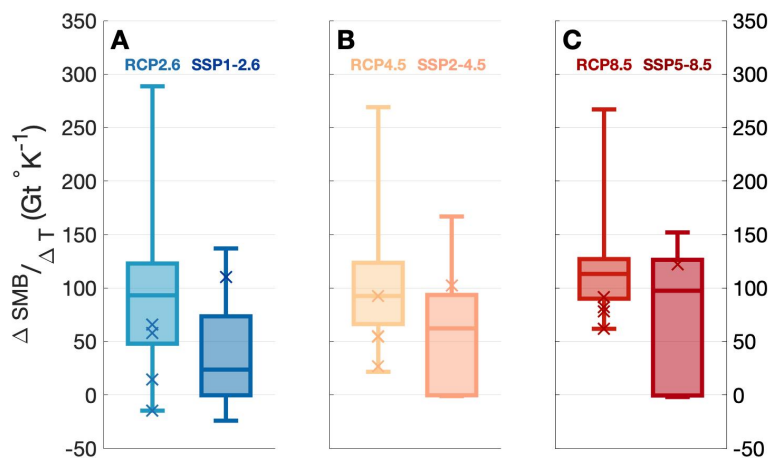 350
300
250
200
150
100
50
0
-50
Δ SMB/Δ T (Gt °K-1)
A
RCP2.6 SSP1-2.6
B
RCP4.5 SSP2-4.5
C
RCP8.5 SSP5-8.5
350
300
250
200
150
100
50
0
-50